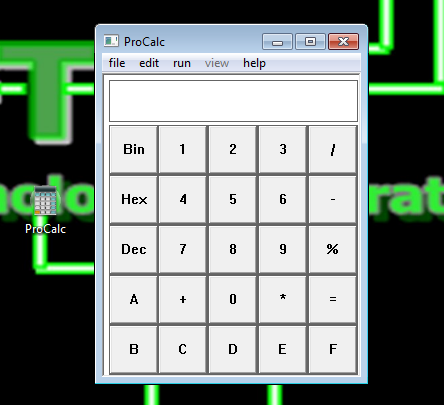 ProCalc
file edit run view help
Bin 1 2 3 /
Hex 4 5 6 -
Dec 7 8 9 %
A + 0 * =
B C D E F
T
ProCalc